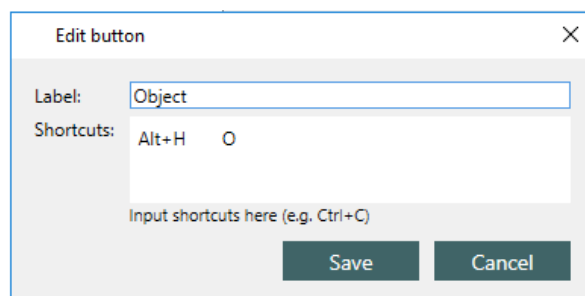 Edit button
Label: Object
Shortcuts: Alt+H O
Input shortcuts here (e.g. Ctrl+C)
Save Cancel